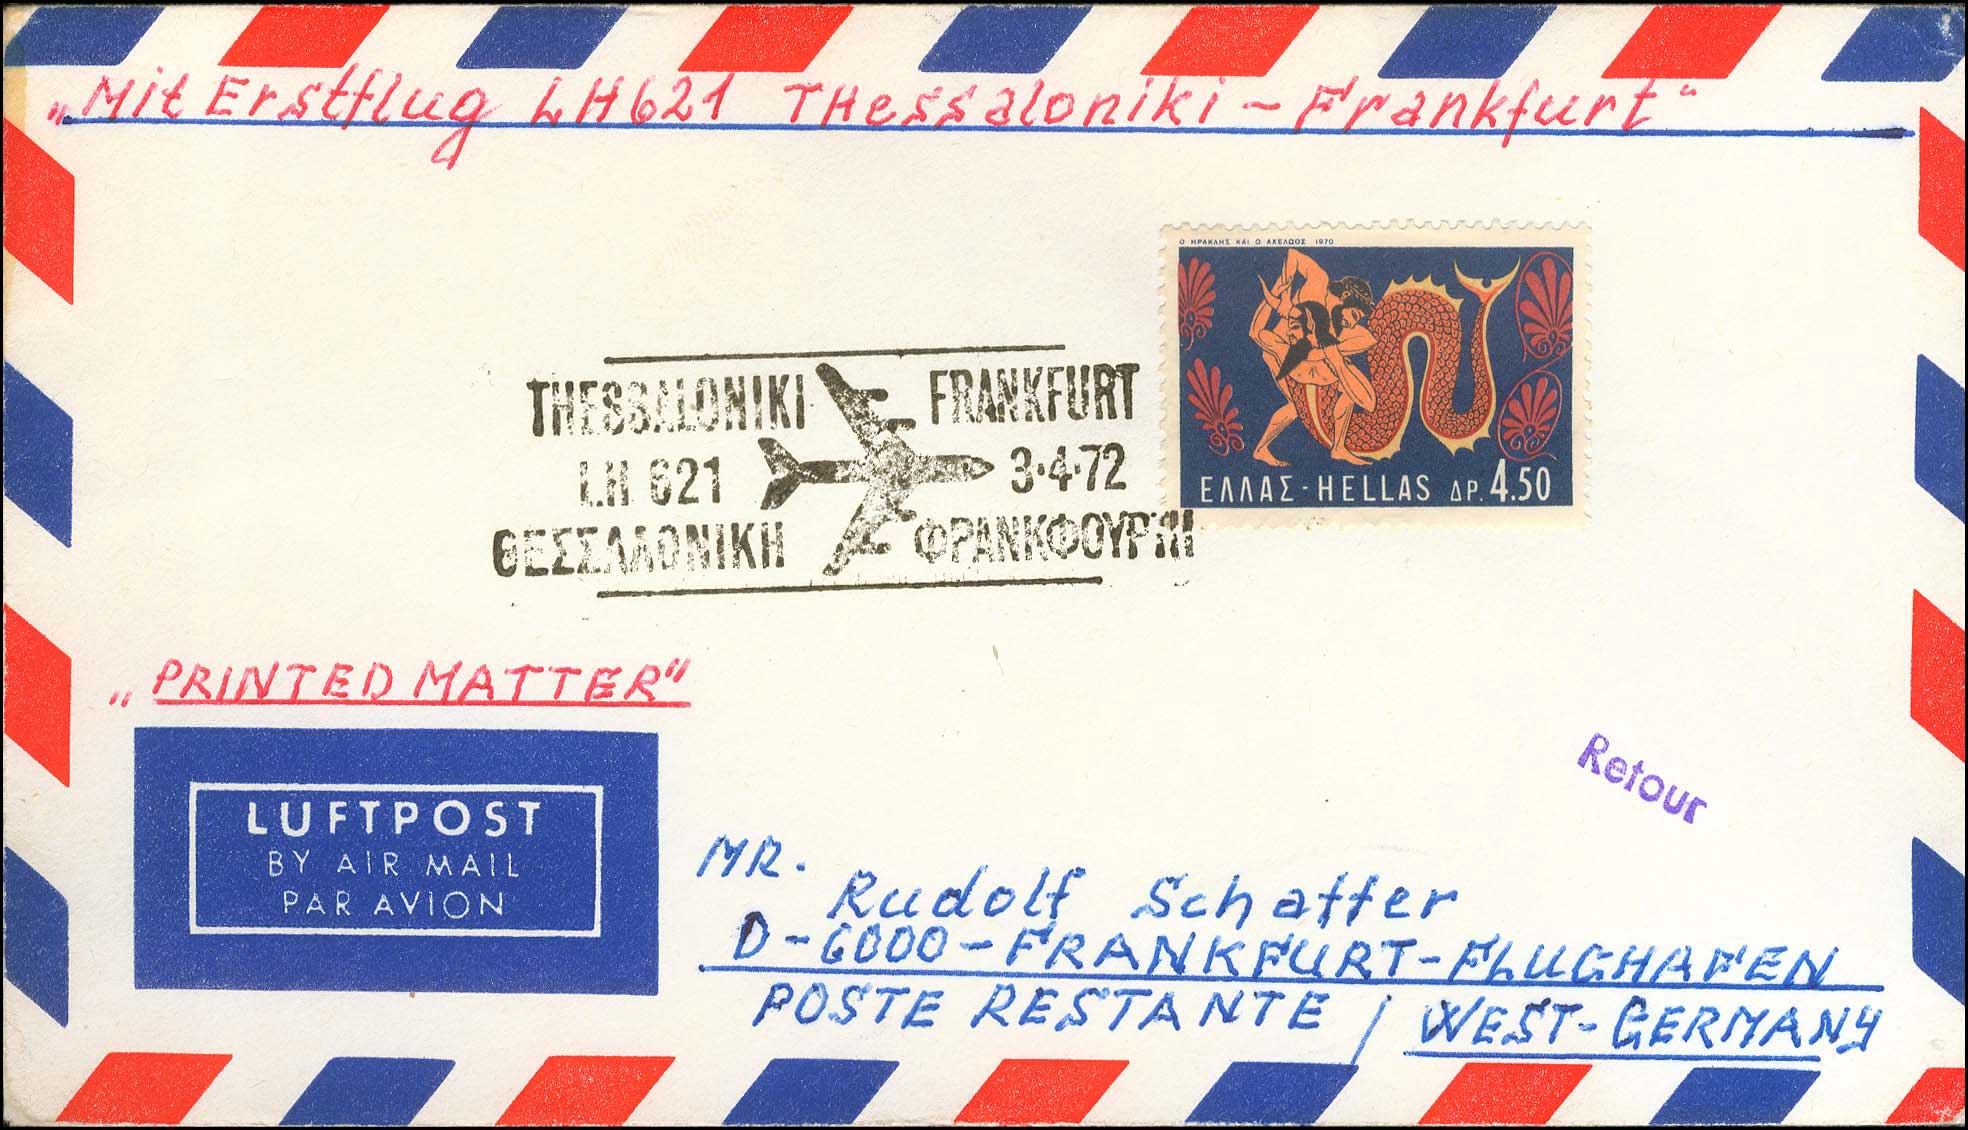 „Mit Erstflug LH621 THessaloniki – Frankfurt“
Ο ΗΡΑΚΛΗΣ ΚΑΙ Ο ΑΧΕΛΩΟΣ 1970
ΕΛΛΑΣ - HELLAS ΔΡ. 4.50
THESSALONIKI FRANKFURT
LH 621 3·4·72
ΘΕΣΣΑΛΟΝΙΚΗ ΦΡΑΝΚΦΟΥΡΤΗ
„PRINTED MATTER"
LUFTPOST
BY AIR MAIL
PAR AVION
Retour
MR.
Rudolf Schatter
D-6000-FRANKFURT-FLUGHAFEN
POSTE RESTANTE / WEST-GERMANY